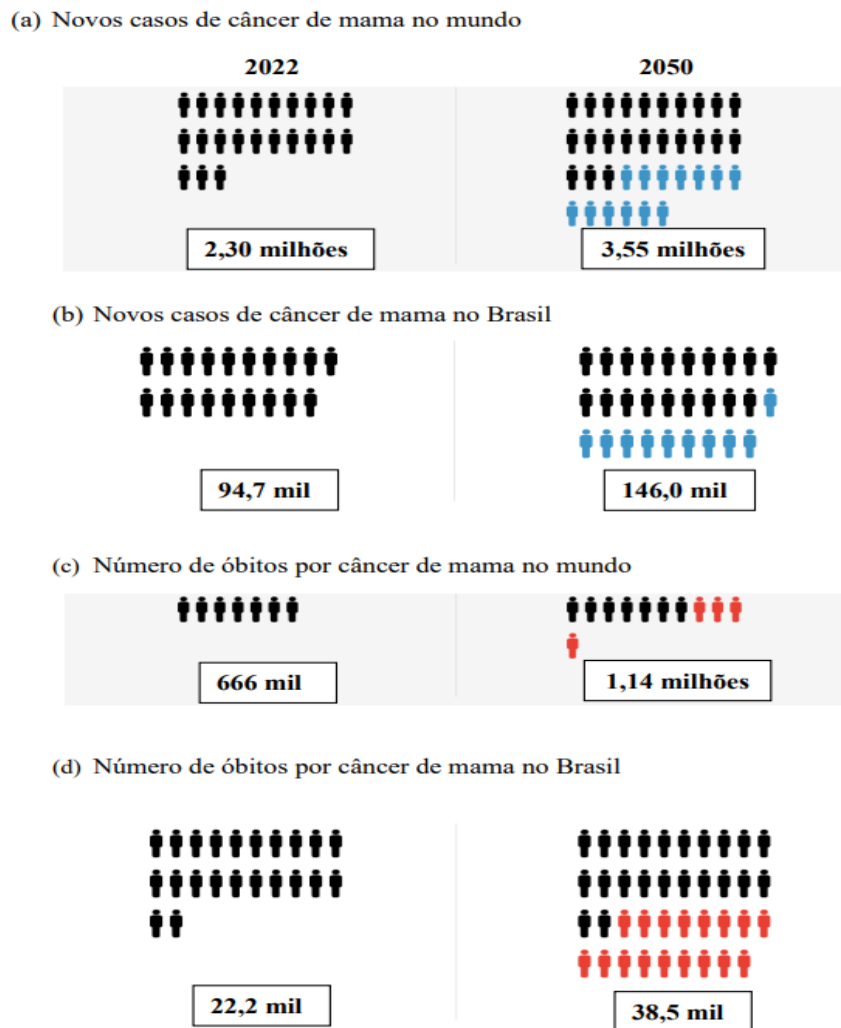 (a) Novos casos de câncer de mama no mundo
2022 2050
2,30 milhões 3,55 milhões
(b) Novos casos de câncer de mama no Brasil
94,7 mil 146,0 mil
(c) Número de óbitos por câncer de mama no mundo
666 mil 1,14 milhões
(d) Número de óbitos por câncer de mama no Brasil
22,2 mil 38,5 mil